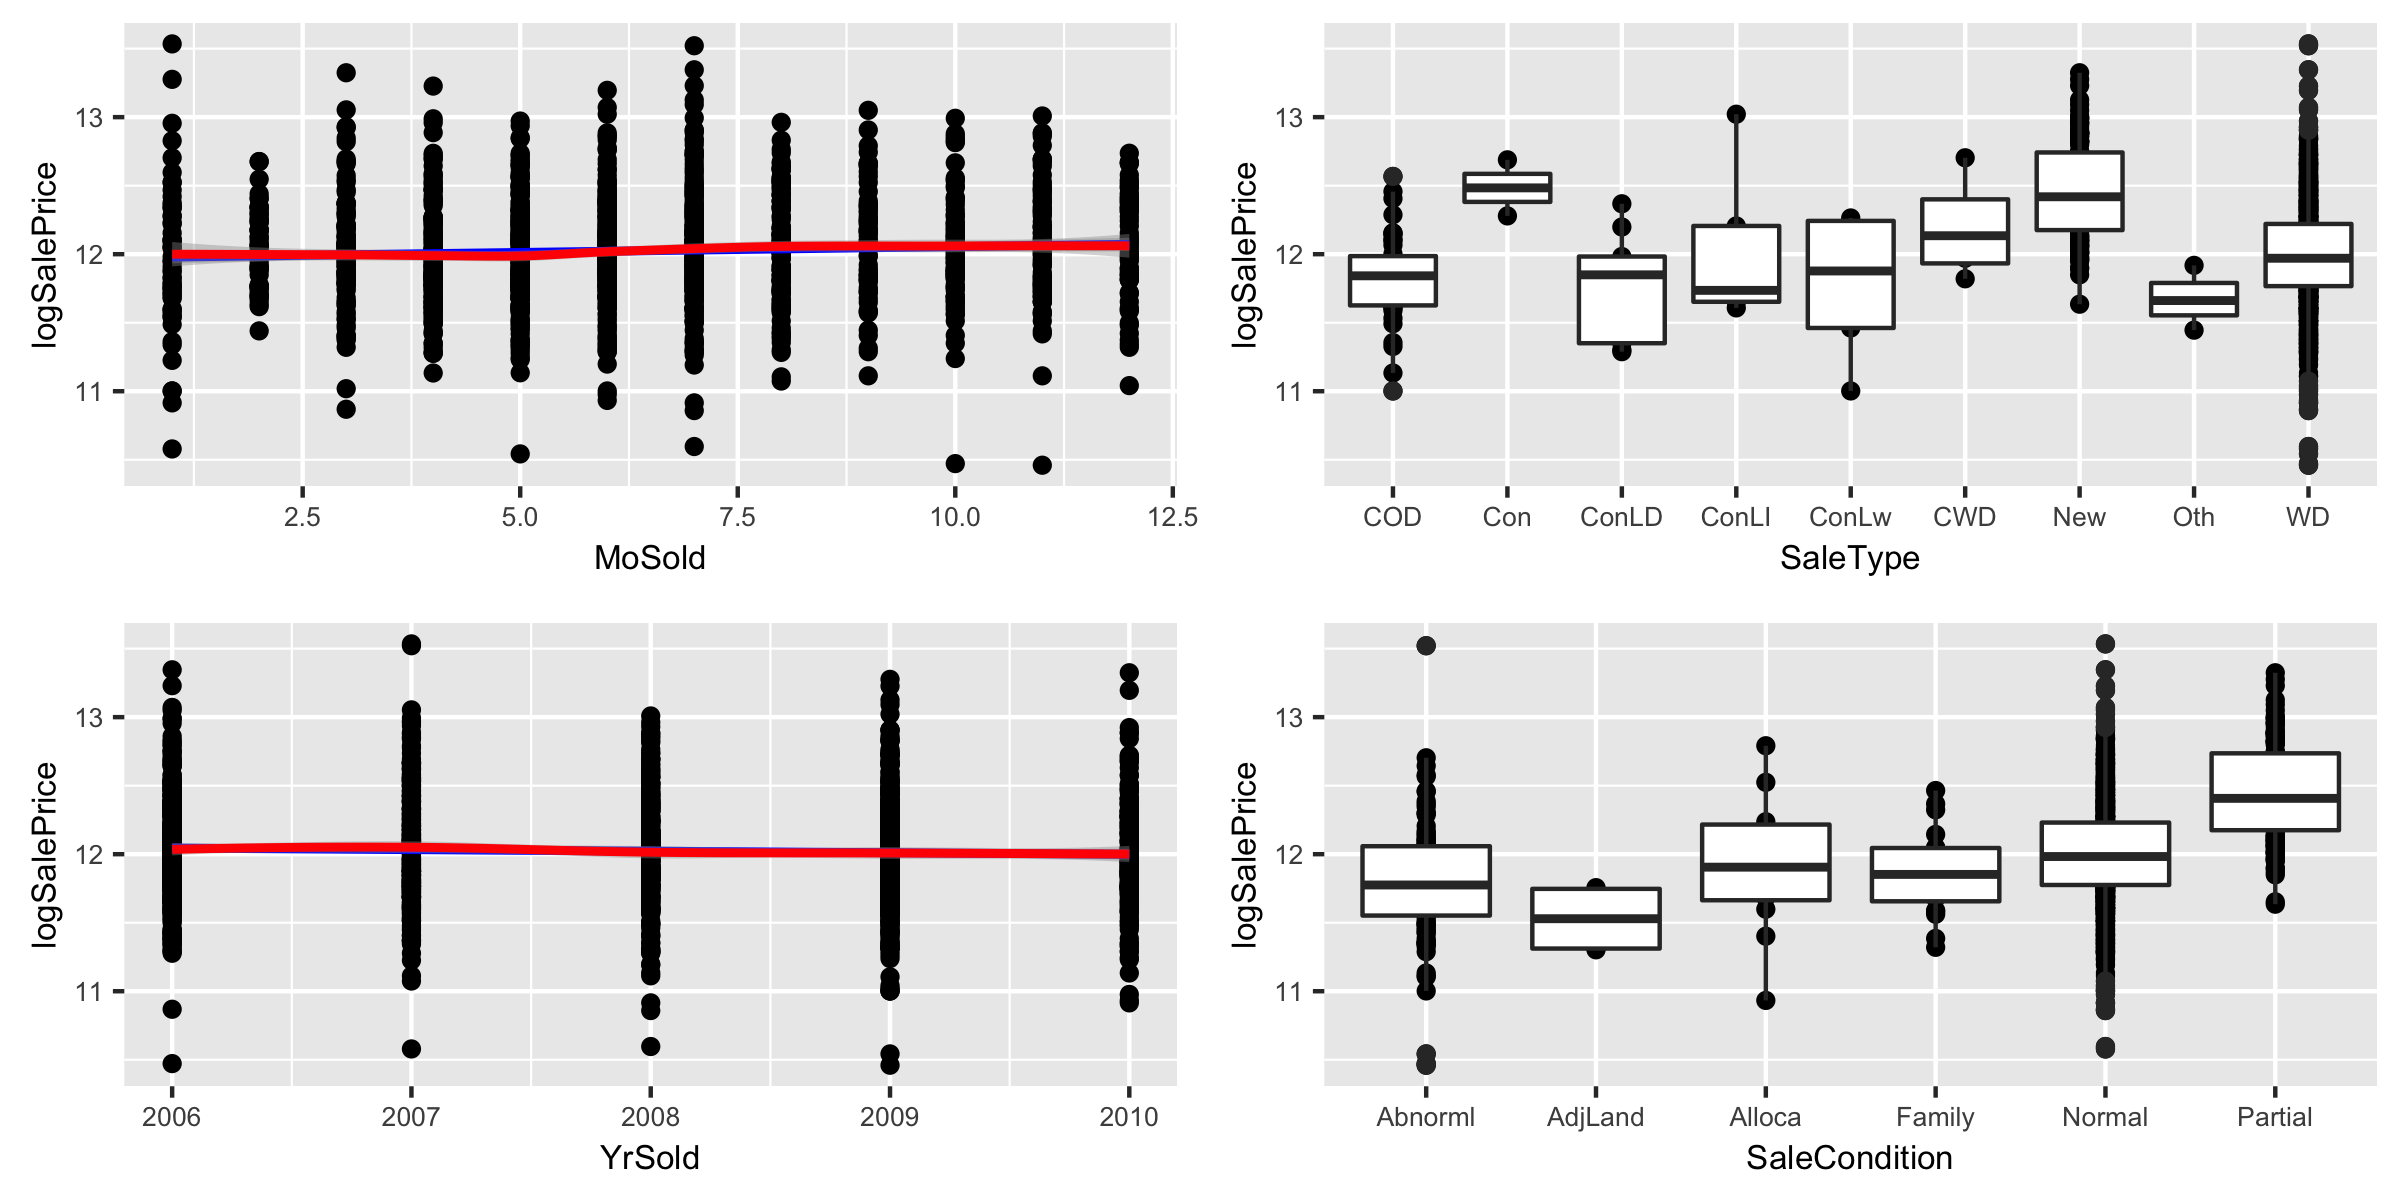 logSalePrice
13
12
11
2.5 5.0 7.5 10.0 12.5
MoSold
logSalePrice
13
12
11
COD Con ConLD ConLI ConLw CWD New Oth WD
SaleType
logSalePrice
13
12
11
2006 2007 2008 2009 2010
YrSold
logSalePrice
13
12
11
Abnorml AdjLand Alloca Family Normal Partial
SaleCondition